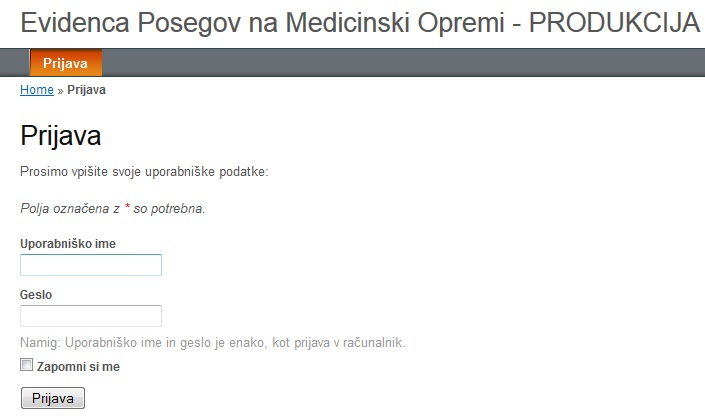 Evidenca Posegov na Medicinski Opremi - PRODUKCIJA
Prijava
Home » Prijava
Prijava
Prosimo vpišite svoje uporabniške podatke:
Polja označena z * so potrebna.
Uporabniško ime
Geslo
Namig: Uporabniško ime in geslo je enako, kot prijava v računalnik.
Zapomni si me
Prijava